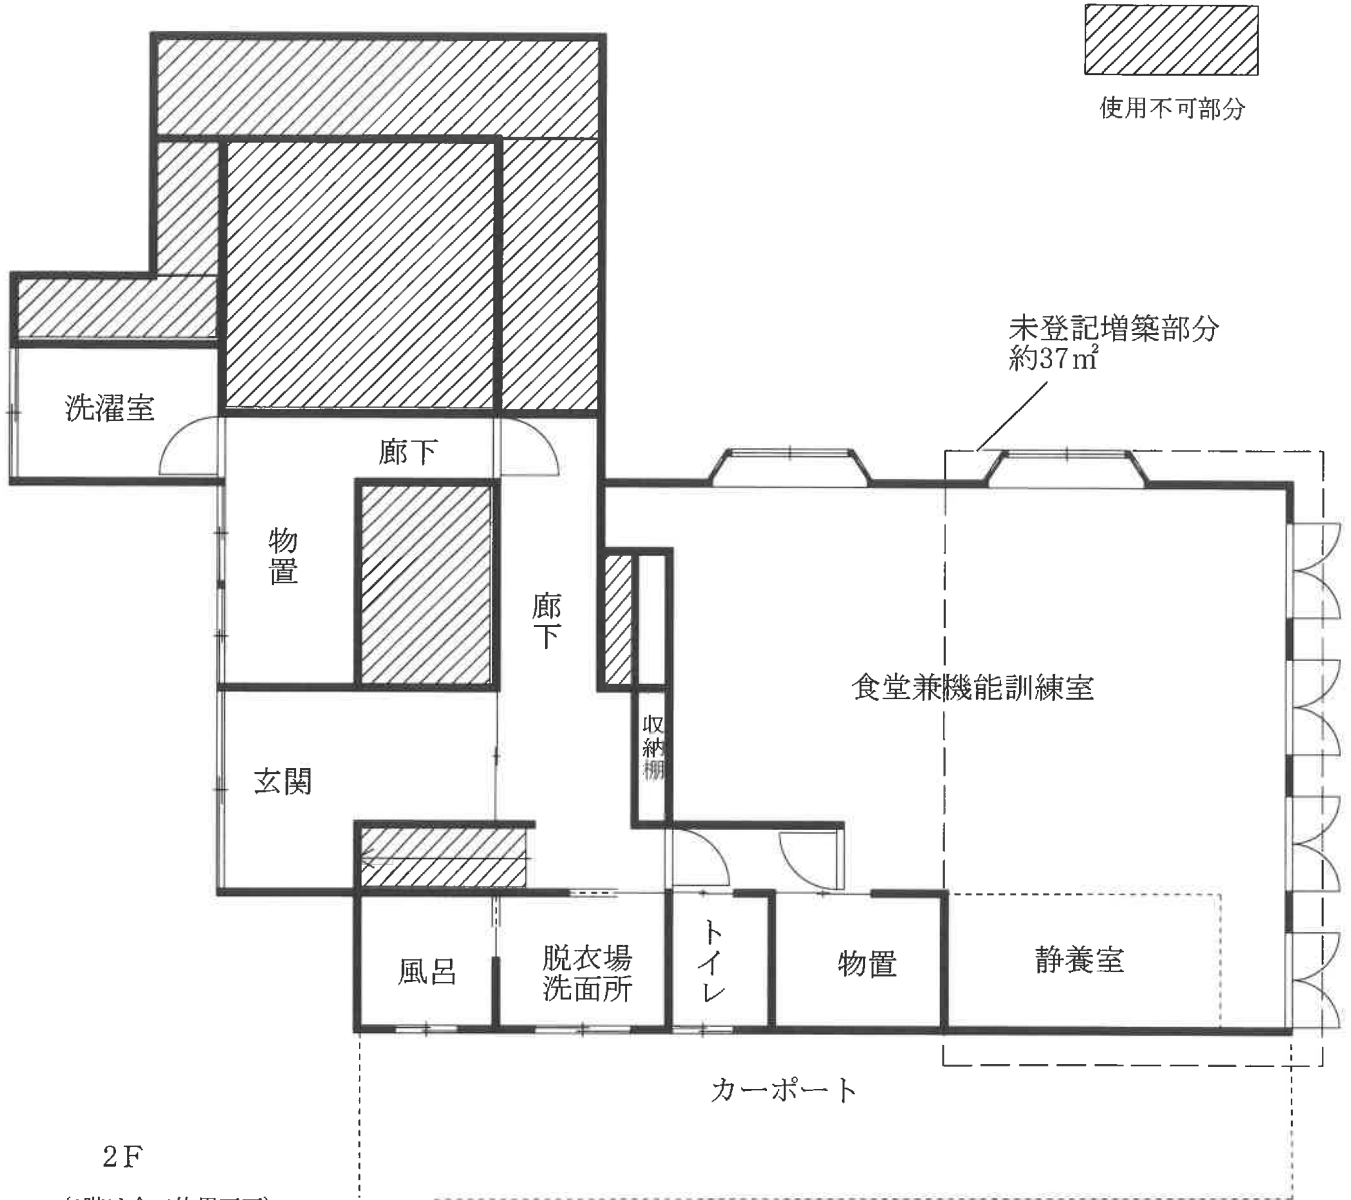 使用不可部分
未登記増築部分
約37㎡
洗濯室
廊下
物置
廊下
食堂兼機能訓練室
収納棚
玄関
風呂
脱衣場
洗面所
トイレ
物置
静養室
カーポート
2F